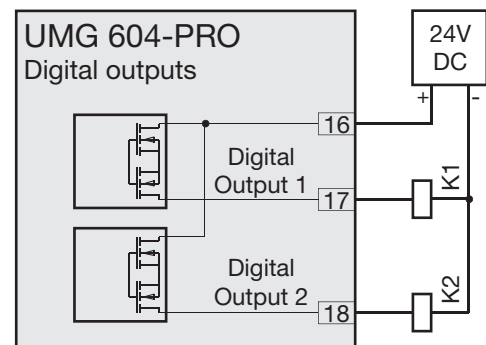 UMG 604-PRO
Digital outputs
24V
DC
+ -
16
Digital
Output 1
17
K1
Digital
Output 2
18
K2